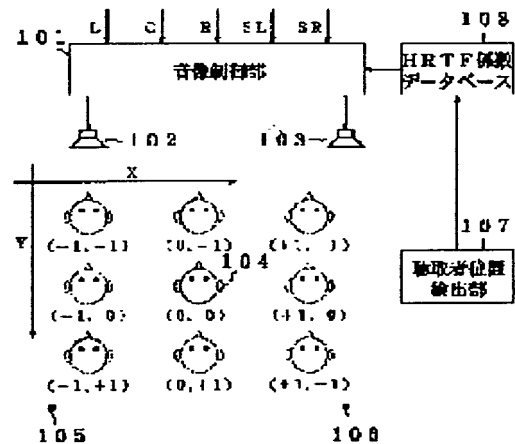 L C R SL SR
101
音像制御部
108
HRTF係数
データベース
102
103
X
Y
(-1,-1) (0,-1)
104
107
聴取者位置
検出部
(-1, 0) (0, 0) (+1, 0)
(-1,+1) (0,+1)
105
106